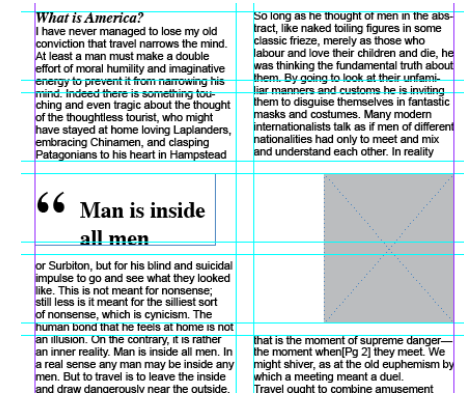 What is America?
I have never managed to lose my old
conviction that travel narrows the mind.
At least a man must make a double
effort of moral humility and imaginative
energy to prevent it from narrowing his
mind. Indeed there is something tou-
ching and even tragic about the thought
of the thoughtless tourist, who might
have stayed at home loving Laplanders,
embracing Chinamen, and clasping
Patagonians to his heart in Hampstead
“ Man is inside
all men
or Surbiton, but for his blind and suicidal
impulse to go and see what they looked
like. This is not meant for nonsense;
still less is it meant for the silliest sort
of nonsense, which is cynicism. The
human bond that he feels at home is not
an illusion. On the contrary, it is rather
an inner reality. Man is inside all men. In
a real sense any man may be inside any
men. But to travel is to leave the inside
and draw dangerously near the outside.
So long as he thought of men in the abs-
tract, like naked toiling figures in some
classic frieze, merely as those who
labour and love their children and die, he
was thinking the fundamental truth about
them. By going to look at their unfami-
liar manners and customs he is inviting
them to disguise themselves in fantastic
masks and costumes. Many modern
internationalists talk as if men of different
nationalities had only to meet and mix
and understand each other. In reality
that is the moment of supreme danger—
the moment when[Pg 2] they meet. We
might shiver, as at the old euphemism by
which a meeting meant a duel.
Travel ought to combine amusement